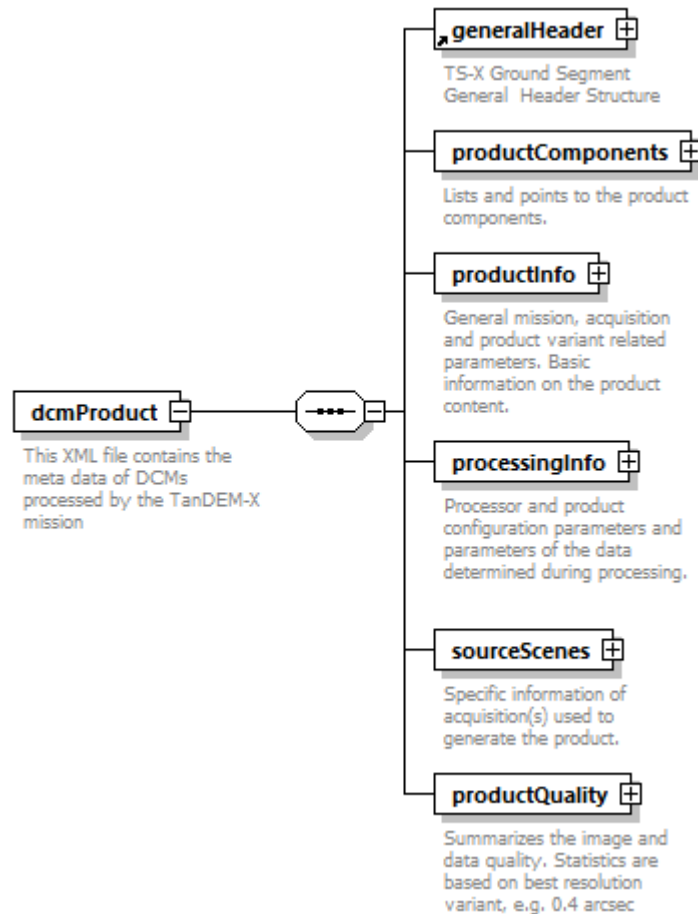 generalHeader
TS-X Ground Segment
General Header Structure
productComponents
Lists and points to the product
components.
productInfo
General mission, acquisition
and product variant related
parameters. Basic
information on the product
content.
dcmProduct
This XML file contains the
meta data of DCMs
processed by the TanDEM-X
mission
processingInfo
Processor and product
configuration parameters and
parameters of the data
determined during processing.
sourceScenes
Specific information of
acquisition(s) used to
generate the product.
productQuality
Summarizes the image and
data quality. Statistics are
based on best resolution
variant, e.g. 0.4 arcsec